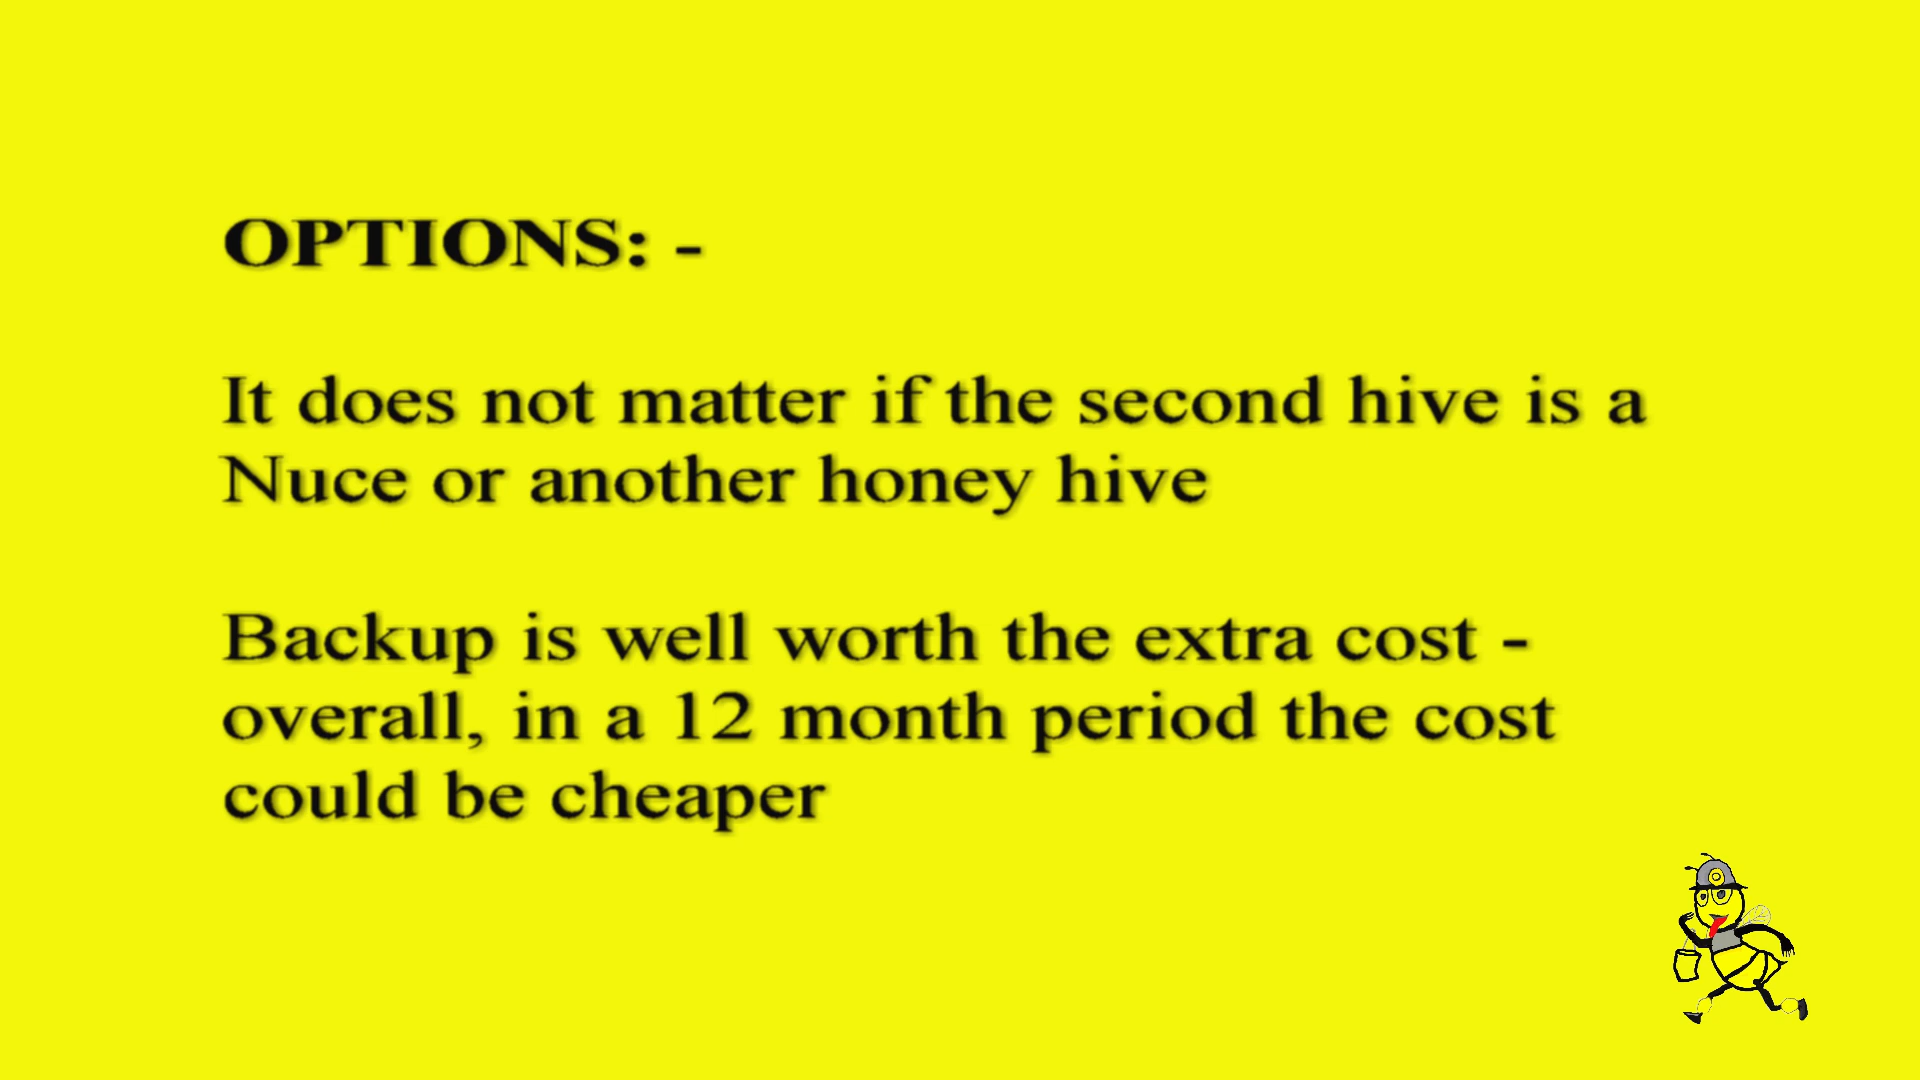 OPTIONS: -
It does not matter if the second hive is a
Nuce or another honey hive
Backup is well worth the extra cost -
overall, in a 12 month period the cost
could be cheaper